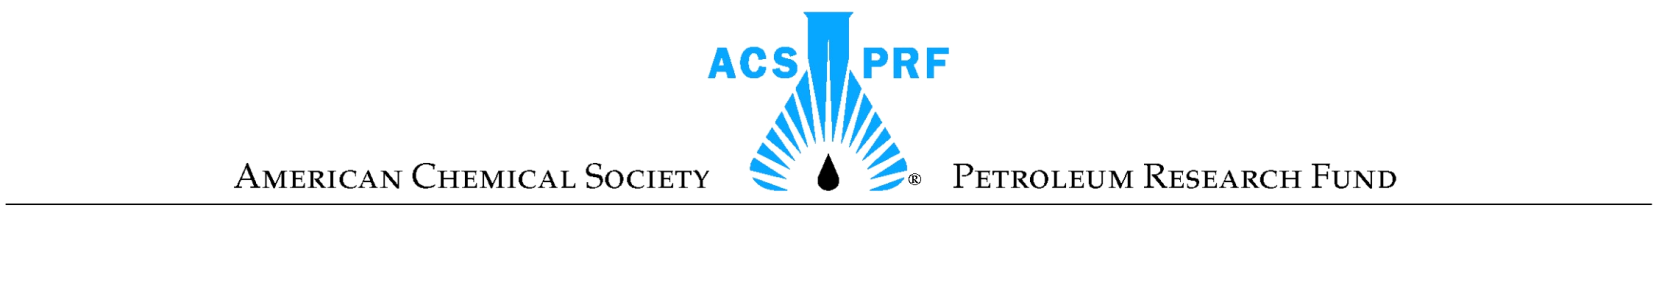 ACS PRF
American Chemical Society ® Petroleum Research Fund